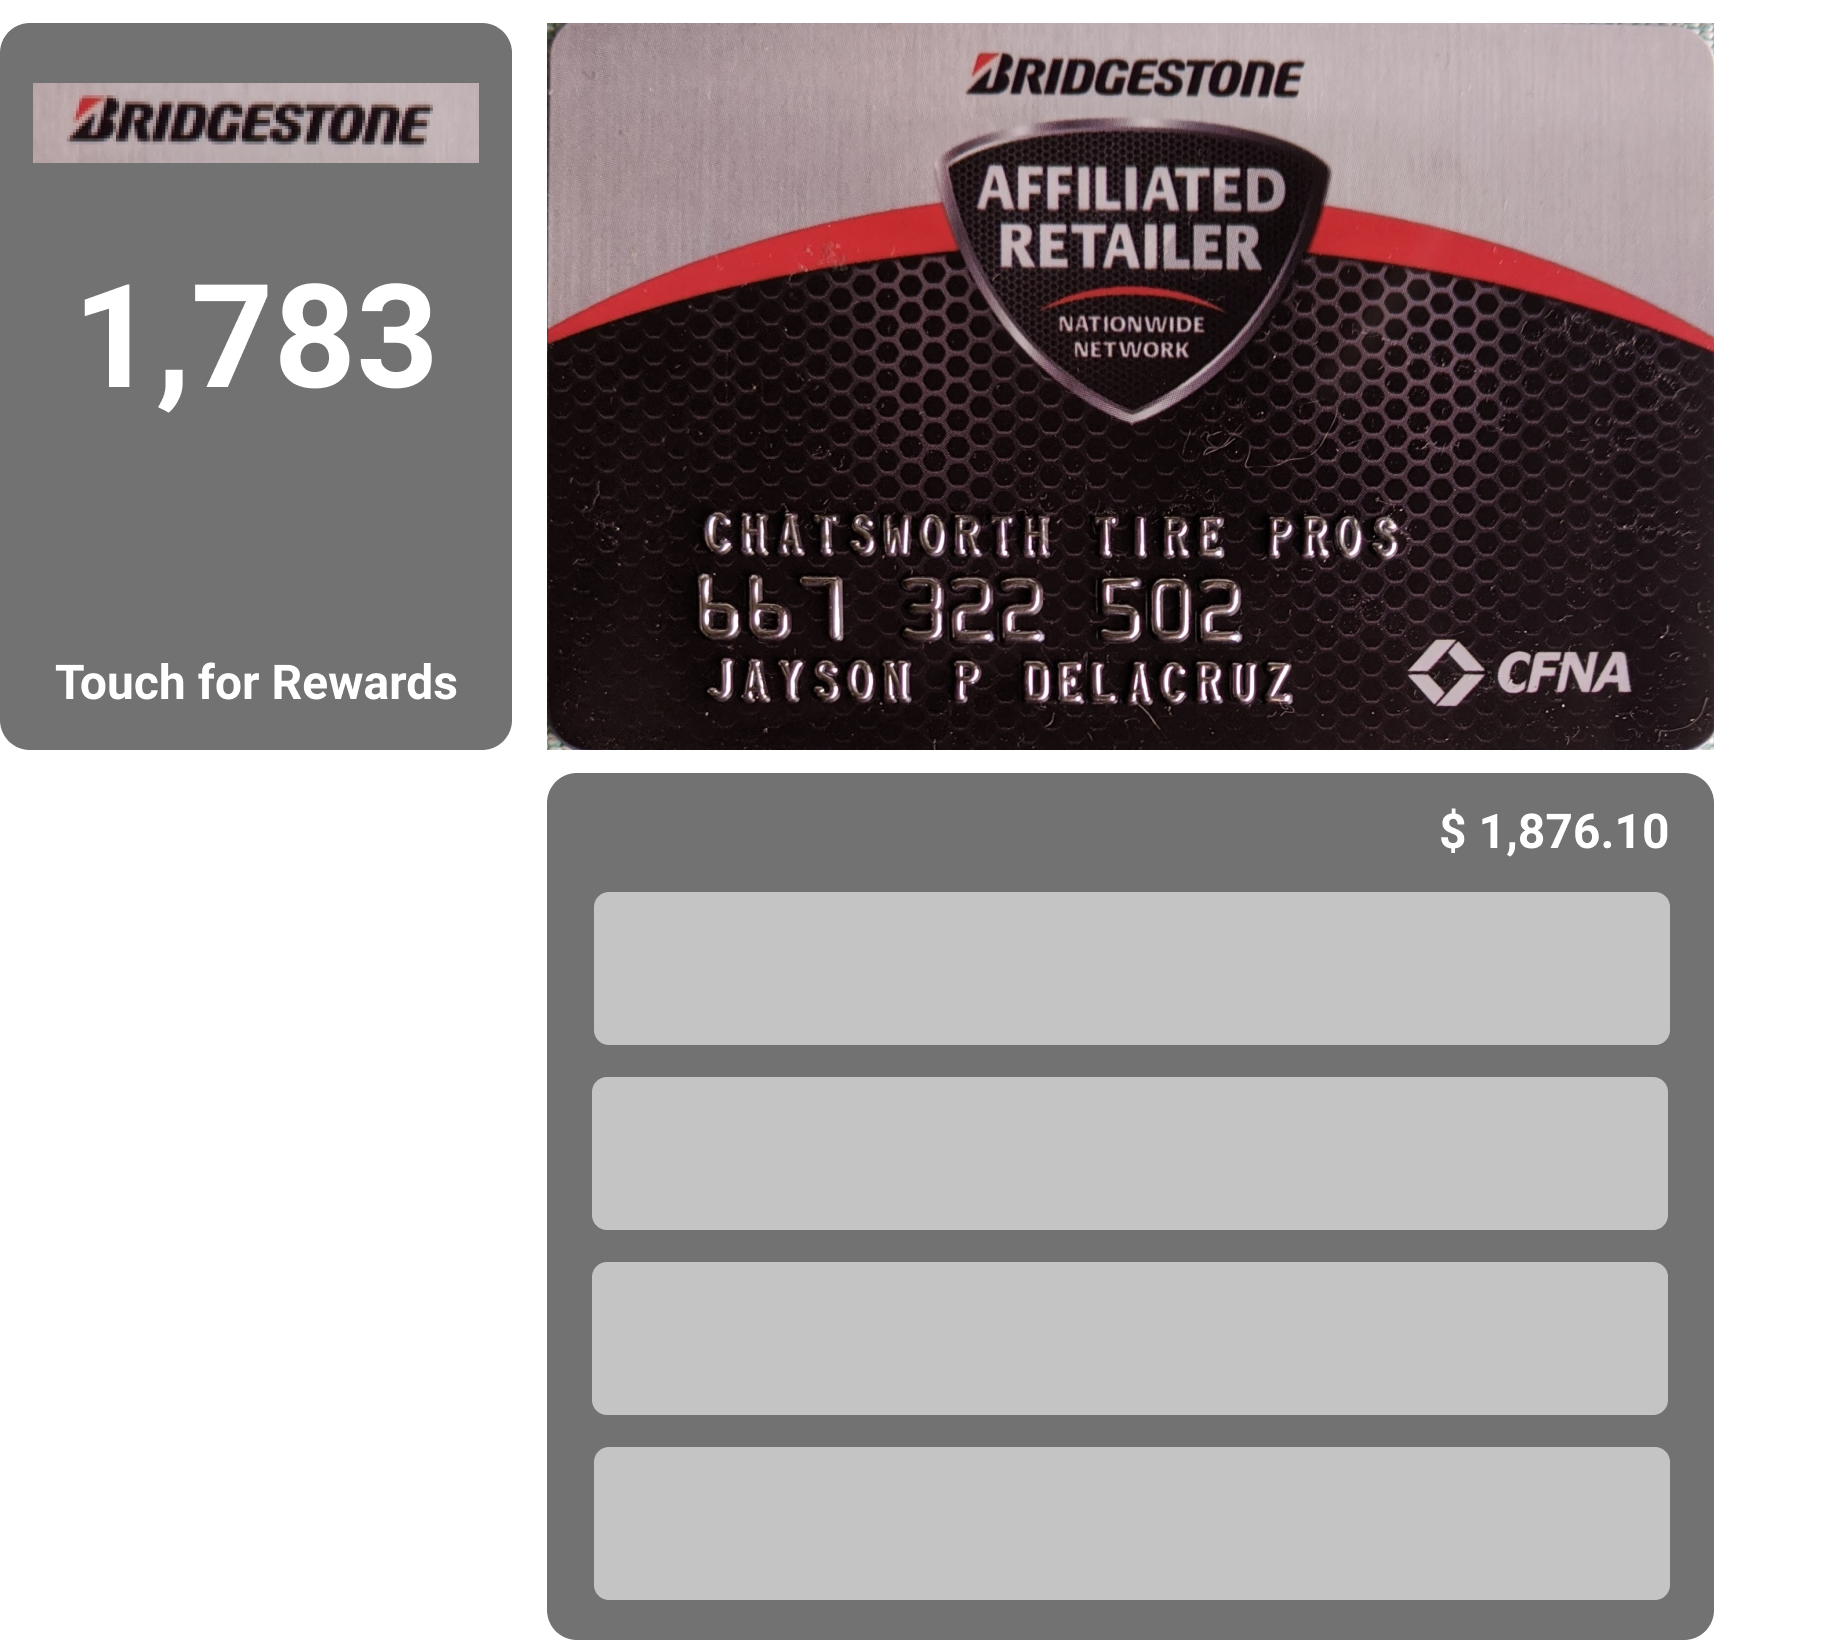 BRIDGESTONE
1,783
Touch for Rewards
BRIDGESTONE
AFFILIATED
RETAILER
NATIONWIDE
NETWORK
CHATSWORTH TIRE PROS
667 322 502
JAYSON P DELACRUZ
CFNA
$ 1,876.10